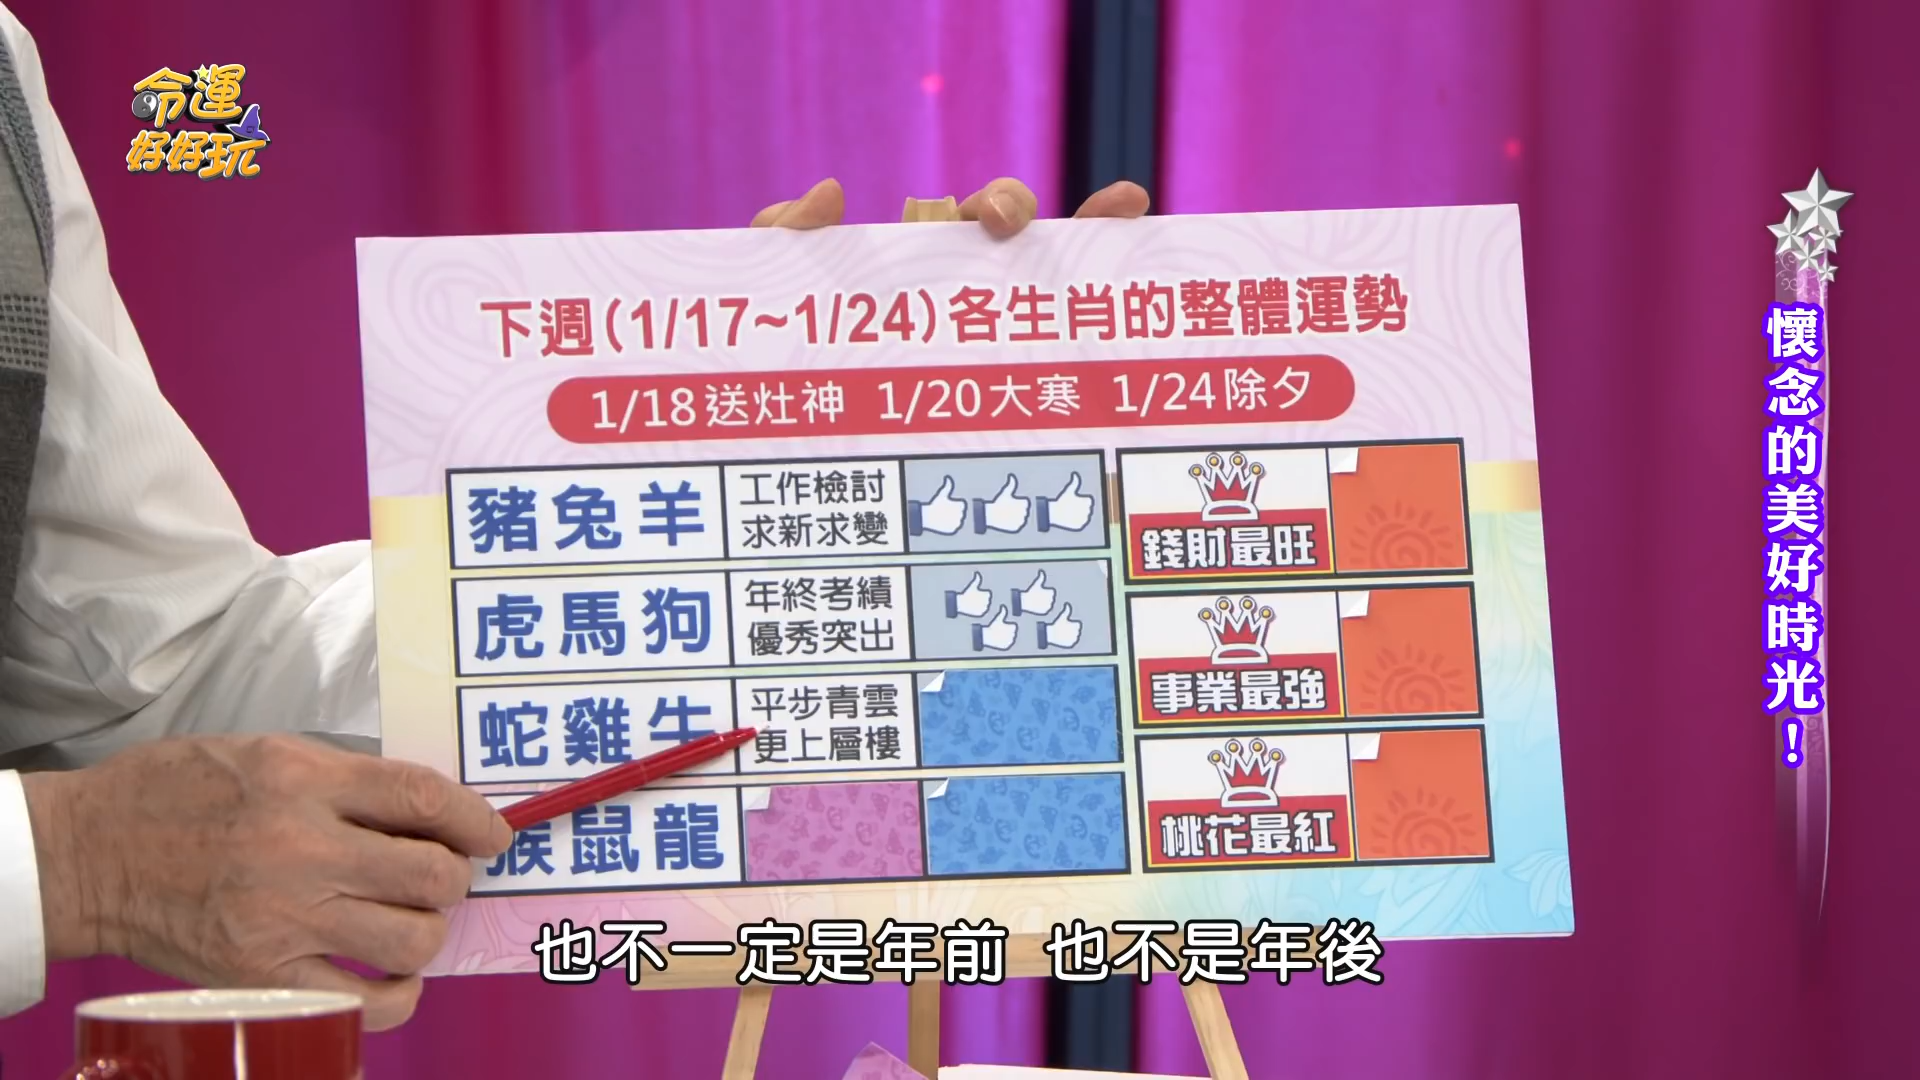 命運
好好玩
下週(1/17~1/24)各生肖的整體運勢
1/18送灶神 1/20大寒 1/24除夕
豬兔羊
工作檢討
求新求變
虎馬狗
年終考績
優秀突出
蛇雞牛
平步青雲
更上層樓
猴鼠龍
錢財最旺
事業最強
桃花最紅
懷念的美好時光！
也不一定是年前 也不是年後